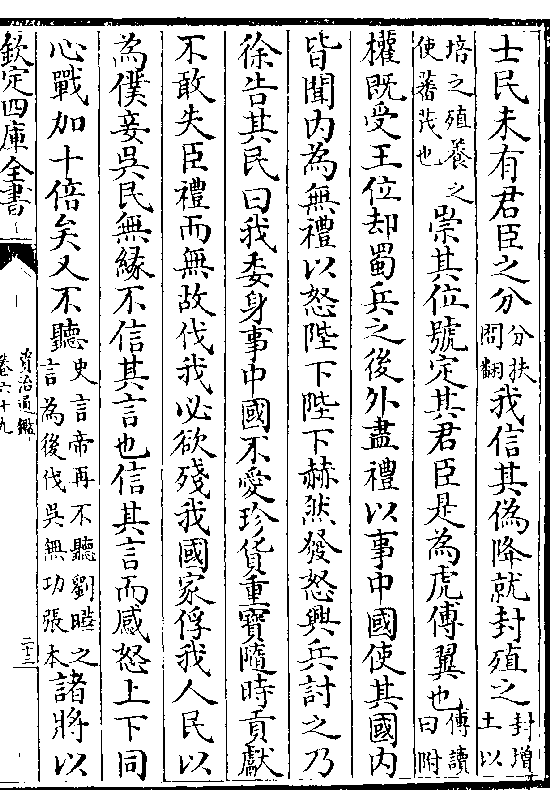 士民未有君臣之分分扶問翻我信其偽降就封殖之封增土以
培之殖養之使蕃茂也崇其位號定其君臣是為虎傅翼也傅讀曰附
權既受王位却蜀兵之後外盡禮以事中國使其國內
皆聞內為無禮以怒陛下陛下赫然發怒興兵討之乃
徐告其民曰我委身事中國不愛珍貨重寶隨時貢獻
不敢失臣禮而無故伐我必欲殘我國家俘我人民以
為僕妾吳民無緣不信其言也信其言而感怒上下同
心戰加十倍矣又不聽史言帝再不聽劉曄之言為後伐吳無功張本諸將以
欽定四庫全書
資治通鑑
卷六十九
二十三